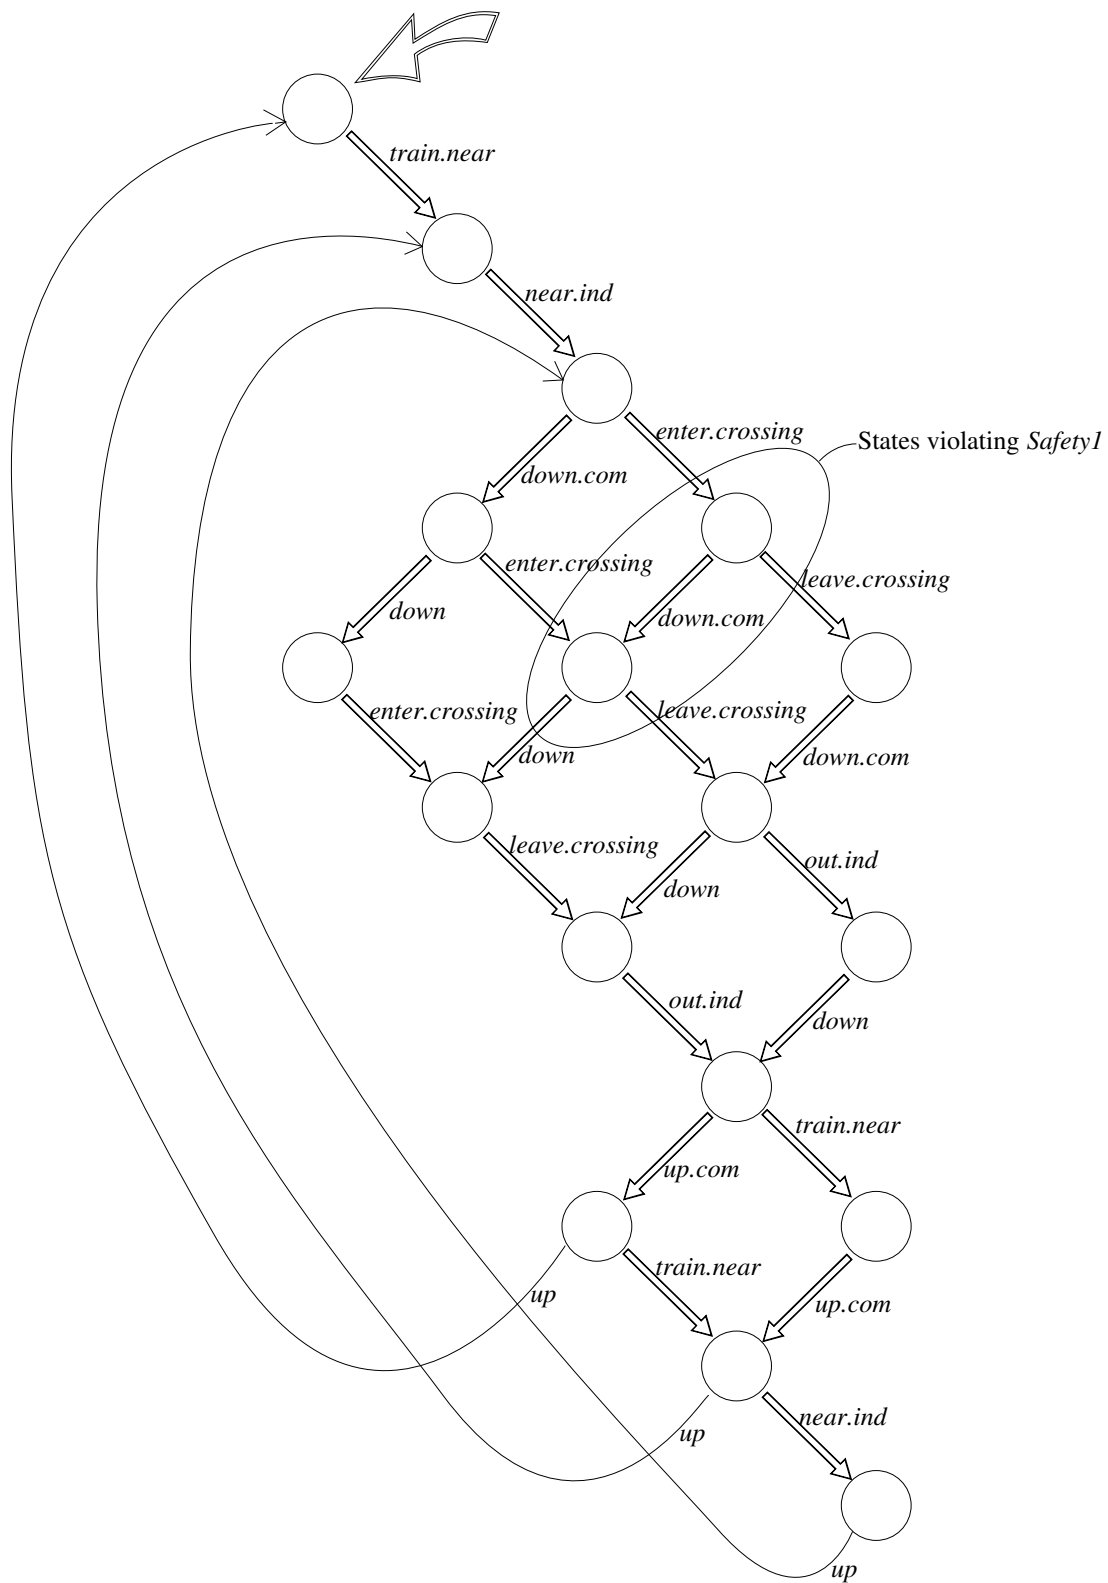 train.near
near.ind
enter.crossing
States violating Safety1
down.com
enter.crossing
leave.crossing
down
down.com
enter.crossing
leave.crossing
down
down.com
leave.crossing
out.ind
down
out.ind
down
train.near
up.com
train.near
up
up.com
near.ind
up
up